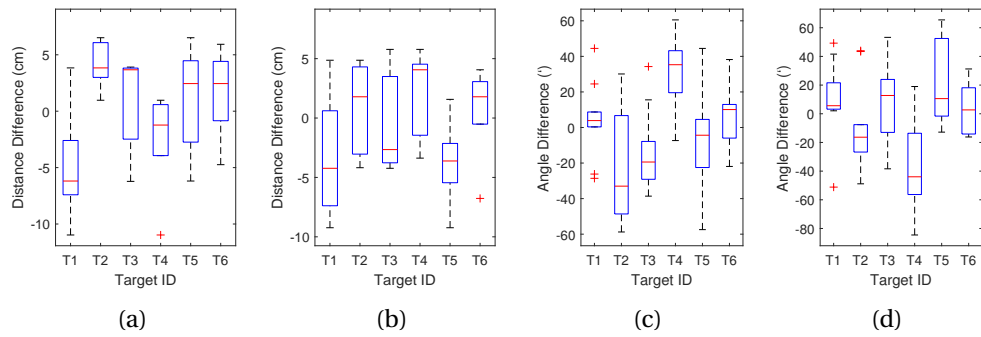 Distance Difference (cm)
5
0
-5
-10
T1 T2 T3 T4 T5 T6
Target ID
(a)
Distance Difference (cm)
5
0
-5
-10
T1 T2 T3 T4 T5 T6
Target ID
(b)
Angle Difference (°)
60
40
20
0
-20
-40
-60
T1 T2 T3 T4 T5 T6
Target ID
(c)
Angle Difference (°)
60
40
20
0
-20
-40
-60
-80
T1 T2 T3 T4 T5 T6
Target ID
(d)